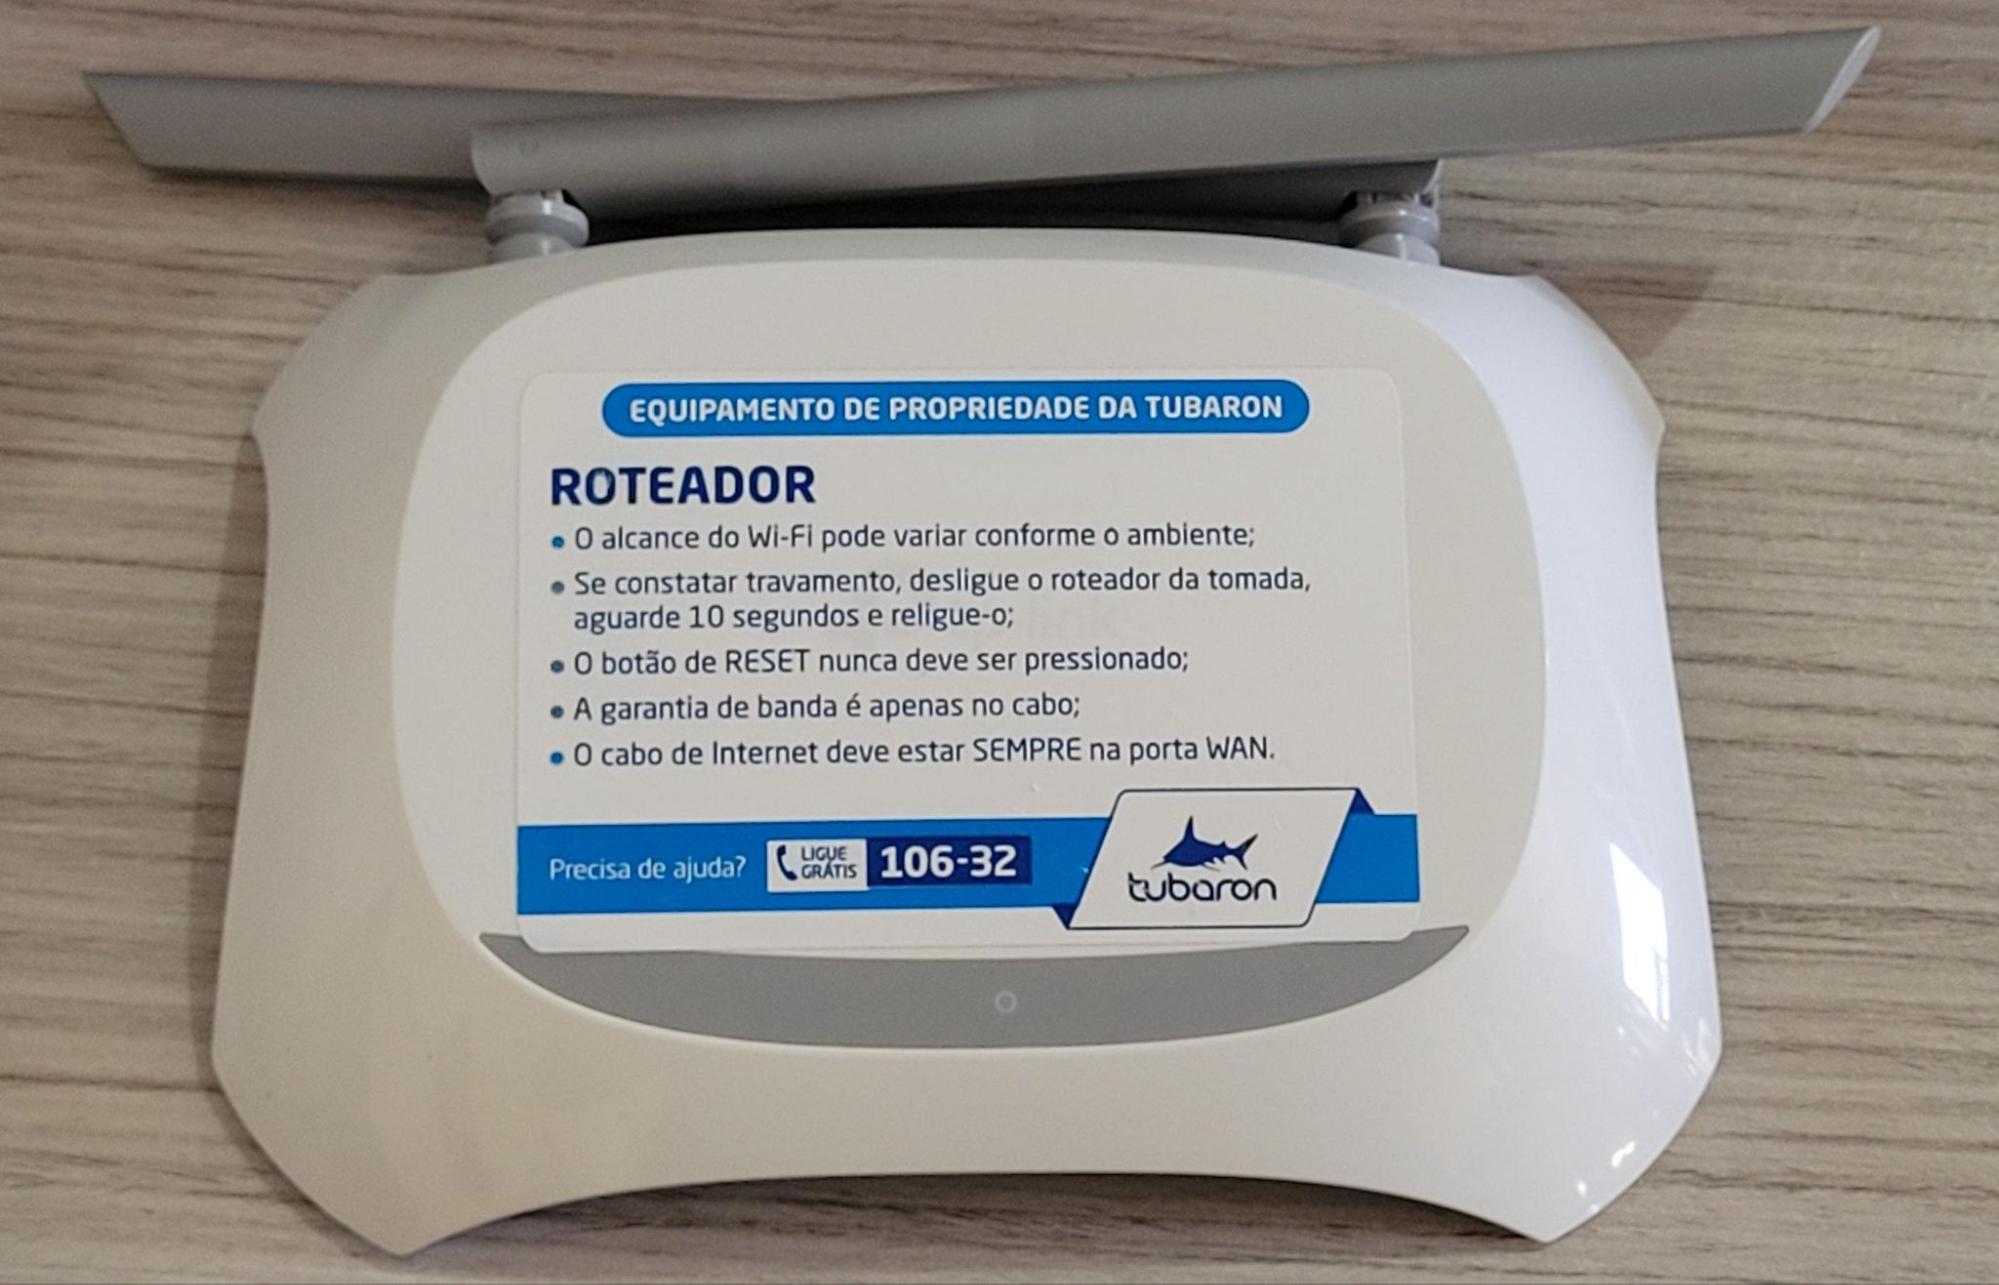 EQUIPAMENTO DE PROPRIEDADE DA TUBARON
ROTEADOR
• O alcance do Wi-Fi pode variar conforme o ambiente;
• Se constatar travamento, desligue o roteador da tomada,
aguarde 10 segundos e religue-o;
link
• O botão de RESET nunca deve ser pressionado;
• A garantia de banda é apenas no cabo;
• O cabo de Internet deve estar SEMPRE na porta WAN.
Precisa de ajuda? LIGUE GRÁTIS 106-32
tubaron